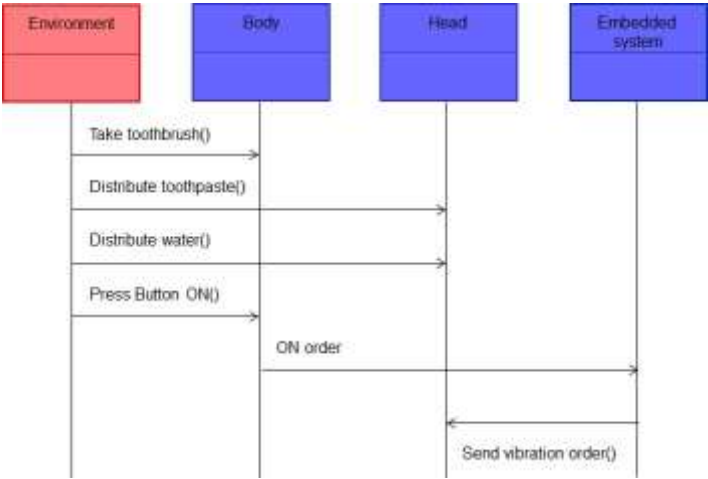 Environment
Body
Head
Embedded
system
Take toothbrush()
Distribute toothpaste()
Distribute water()
Press Button ON()
ON order
Send vibration order()